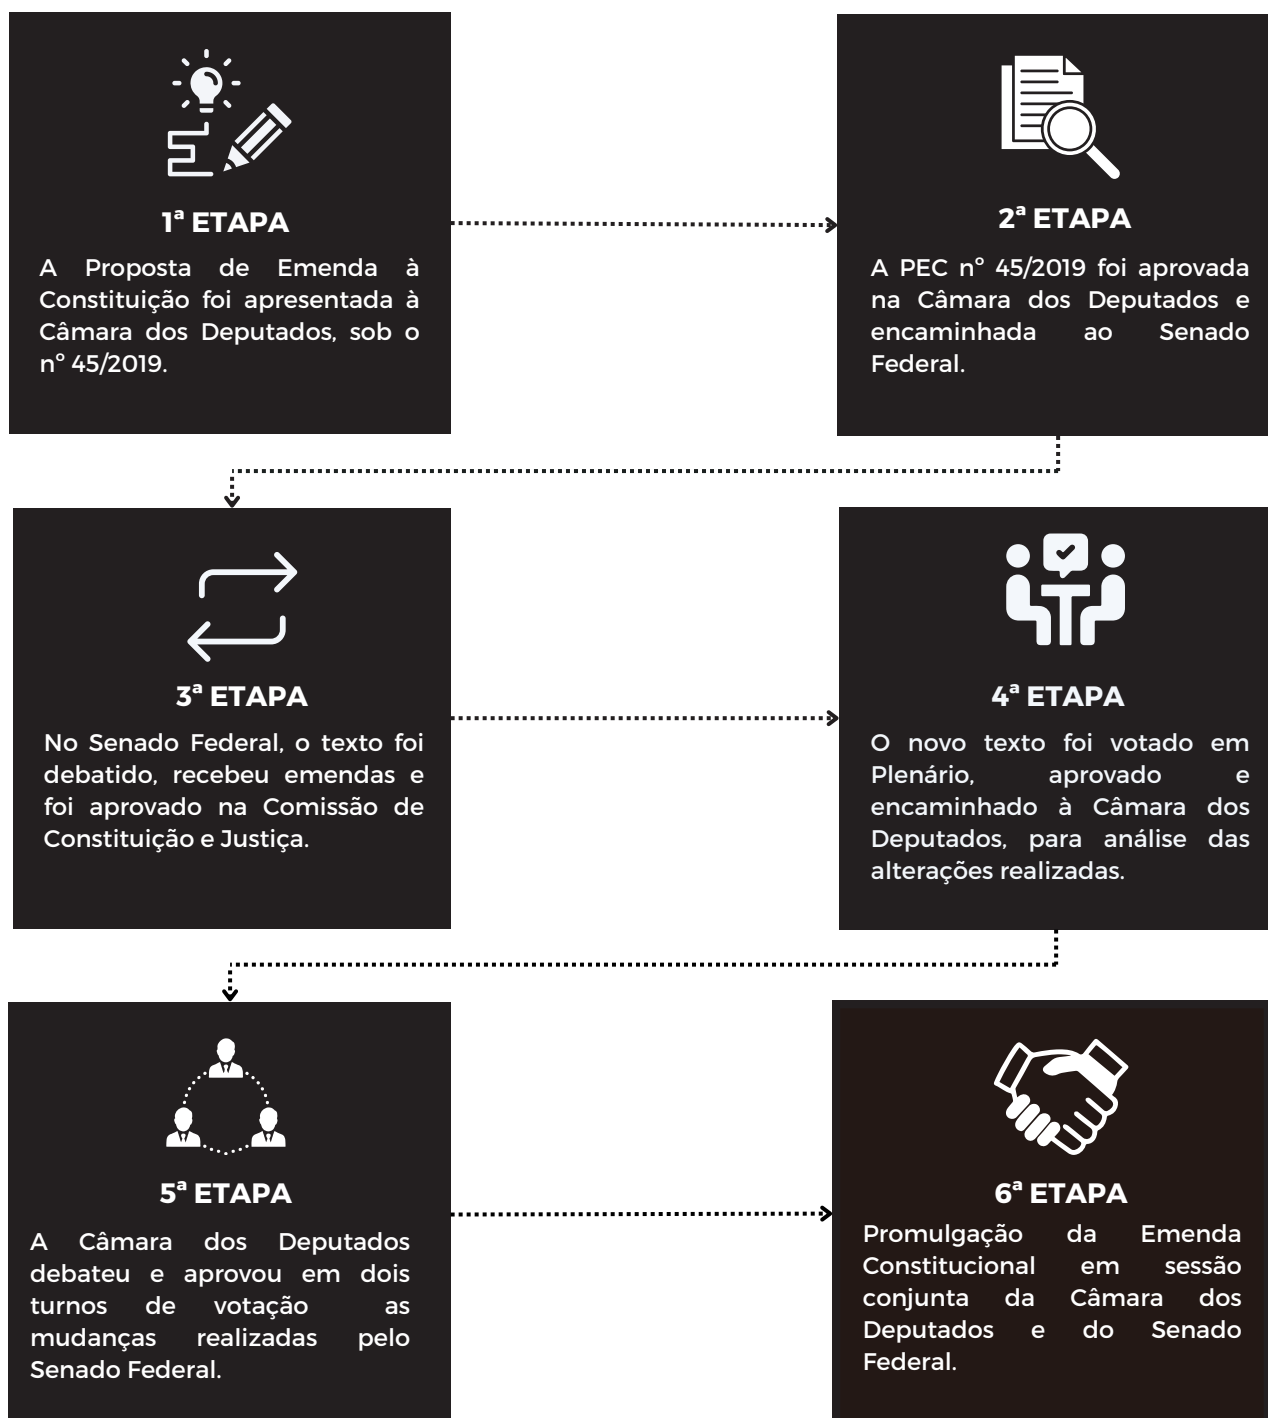 1ª ETAPA
A Proposta de Emenda à
Constituição foi apresentada à
Câmara dos Deputados, sob o
nº 45/2019.
2ª ETAPA
A PEC nº 45/2019 foi aprovada
na Câmara dos Deputados e
encaminhada ao Senado
Federal.
3ª ETAPA
No Senado Federal, o texto foi
debatido, recebeu emendas e
foi aprovado na Comissão de
Constituição e Justiça.
4ª ETAPA
O novo texto foi votado em
Plenário, aprovado e
encaminhado à Câmara dos
Deputados, para análise das
alterações realizadas.
5ª ETAPA
A Câmara dos Deputados
debateu e aprovou em dois
turnos de votação as
mudanças realizadas pelo
Senado Federal.
6ª ETAPA
Promulgação da Emenda
Constitucional em sessão
conjunta da Câmara dos
Deputados e do Senado
Federal.